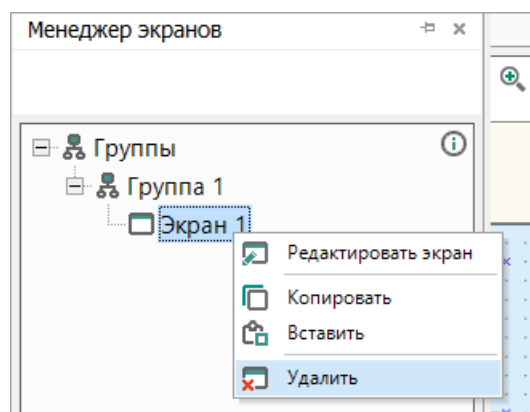 Менеджер экранов
Группы
Группа 1
Экран 1
Редактировать экран
Копировать
Вставить
Удалить